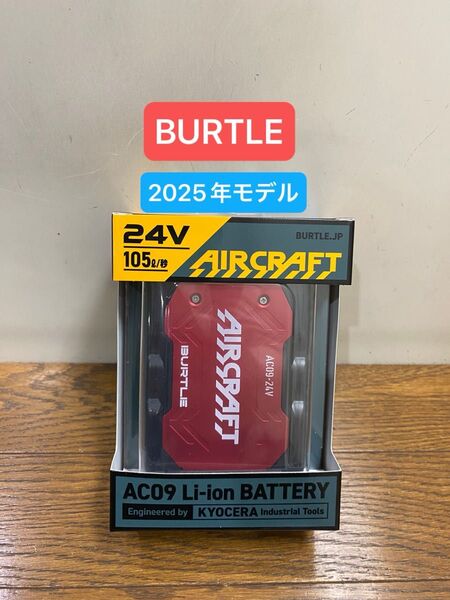 BURTLE
2025年モデル
24V
105ℓ/秒
AIRCRAFT
BURTLE.JP
AIRCRAFT
BURTLE
AC09-24V
AC09 Li-ion BATTERY
Engineered by KYOCERA Industrial Tools